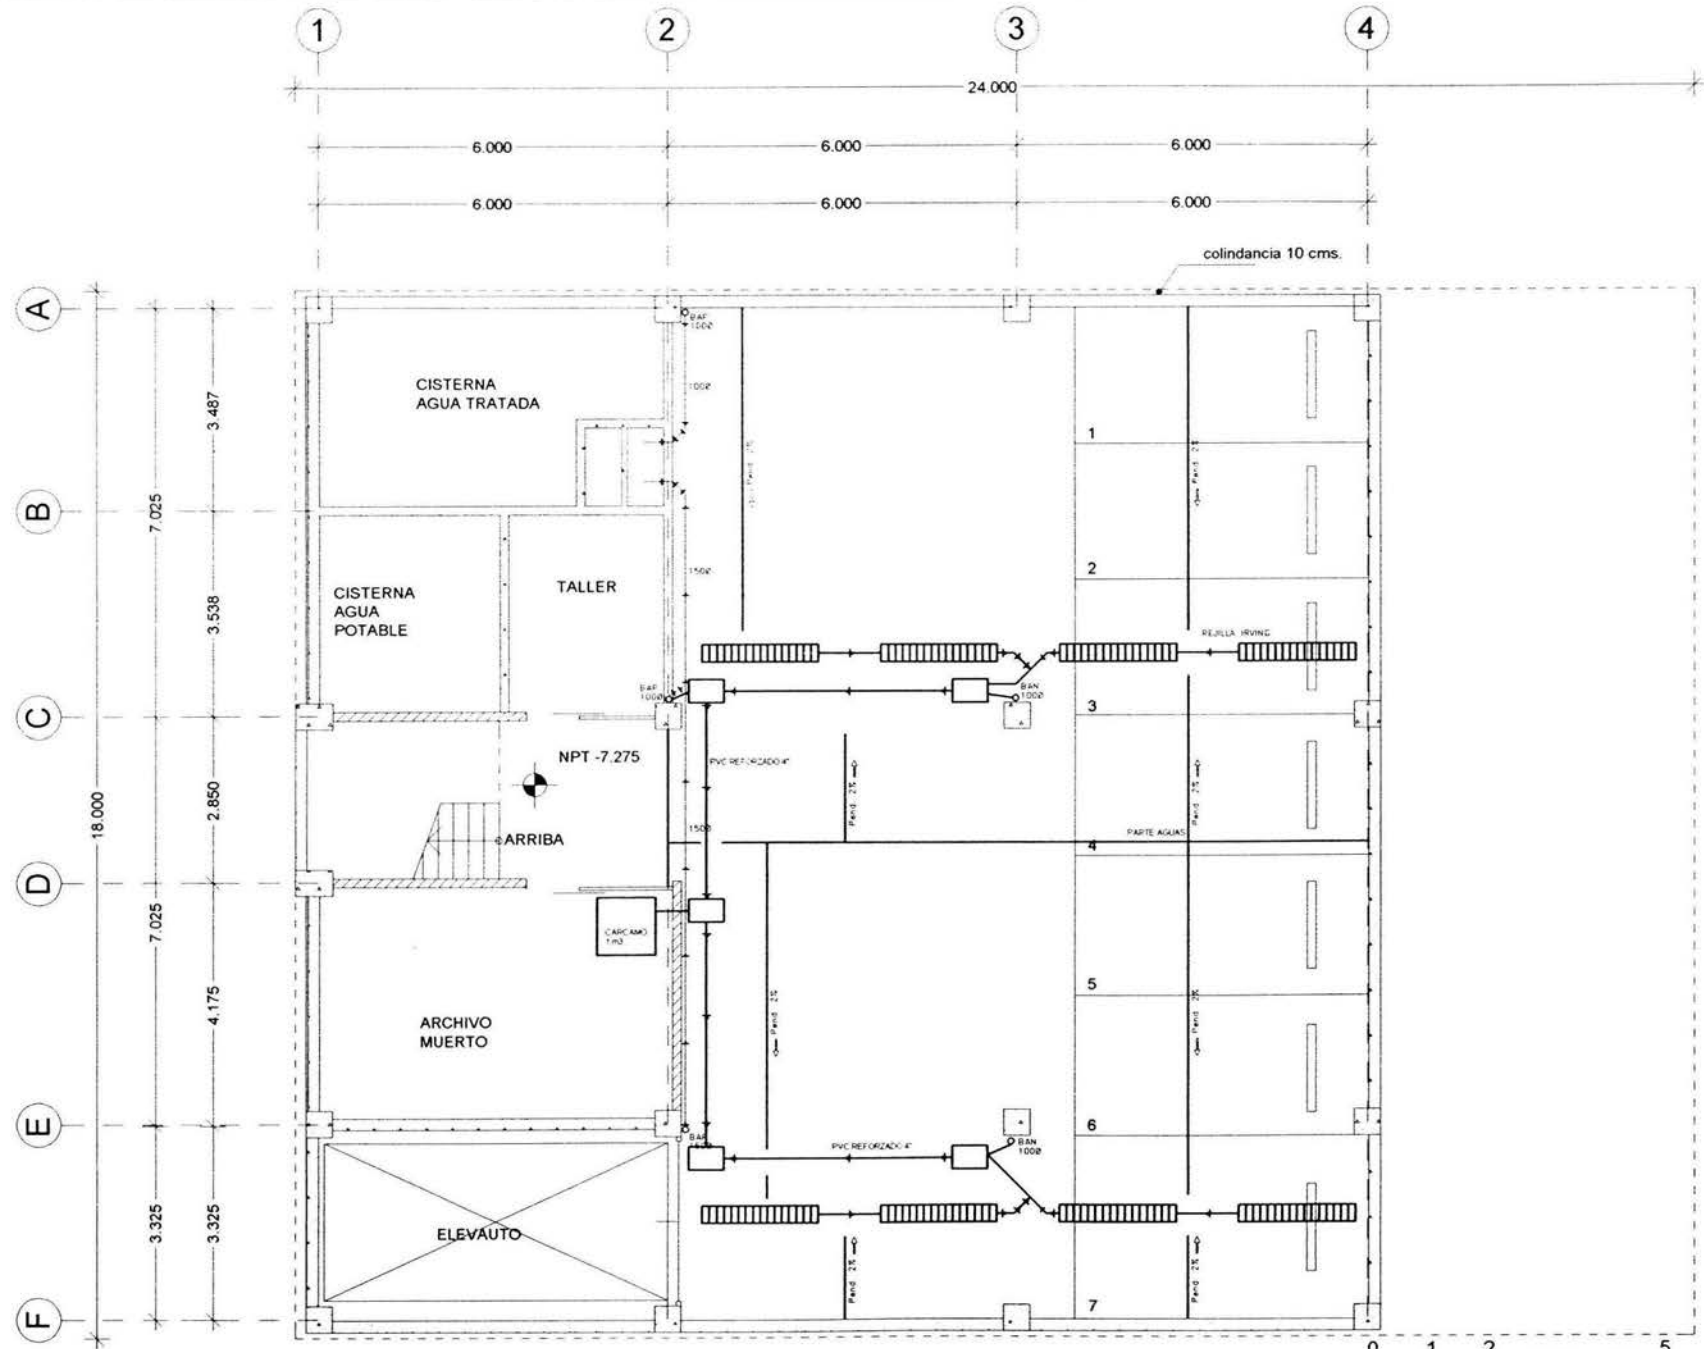 1
2
3
4
24.000
6.000
6.000
6.000
6.000
6.000
6.000
colindancia 10 cms.
A
B
C
D
E
F
18.000
7.025
7.025
3.325
3.487
3.538
2.850
4.175
3.325
CISTERNA
AGUA TRATADA
BAF
100Ø
100Ø
Pend. 2%
Pend. 2%
1
CISTERNA
AGUA
POTABLE
TALLER
150Ø
2
REJILLA IRVING
BAP
100Ø
BAN
100Ø
3
NPT -7.275
PVC REFORZADO 4"
Pend. 2%
Pend. 2%
ARRIBA
150Ø
PARTE AGUAS
4
CARCAMO
1 m3
5
Pend. 2%
Pend. 2%
ARCHIVO
MUERTO
6
PVC REFORZADO 4"
BAN
100Ø
ELEVAUTO
Pend. 2%
Pend. 2%
7
0 1 2 5